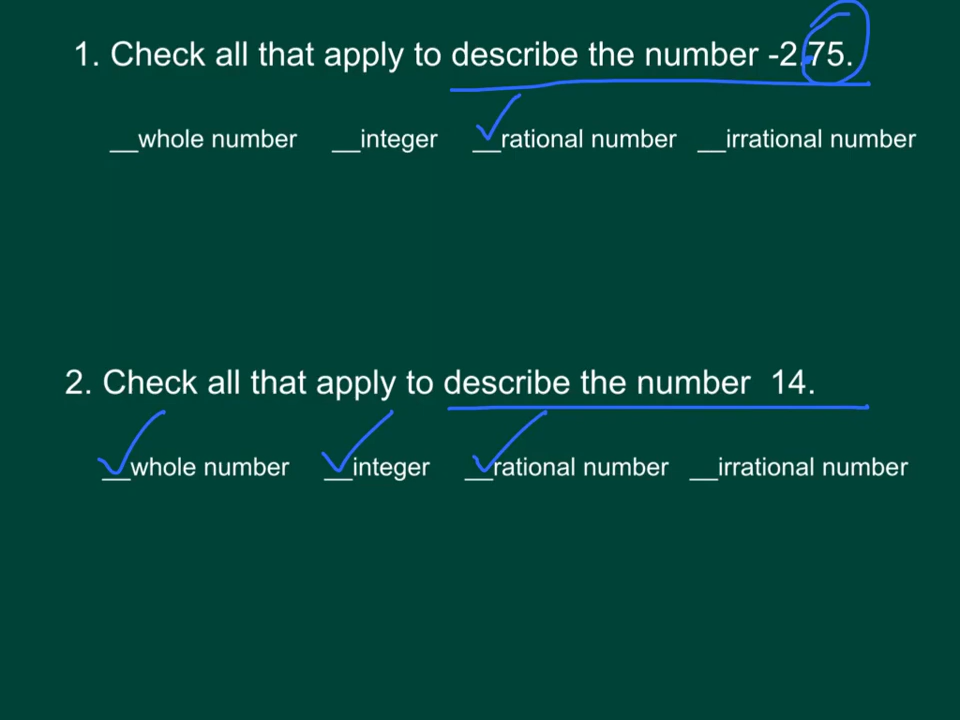 1. Check all that apply to describe the number -2.75.
__whole number __integer __rational number __irrational number
2. Check all that apply to describe the number 14.
__whole number __integer __rational number __irrational number